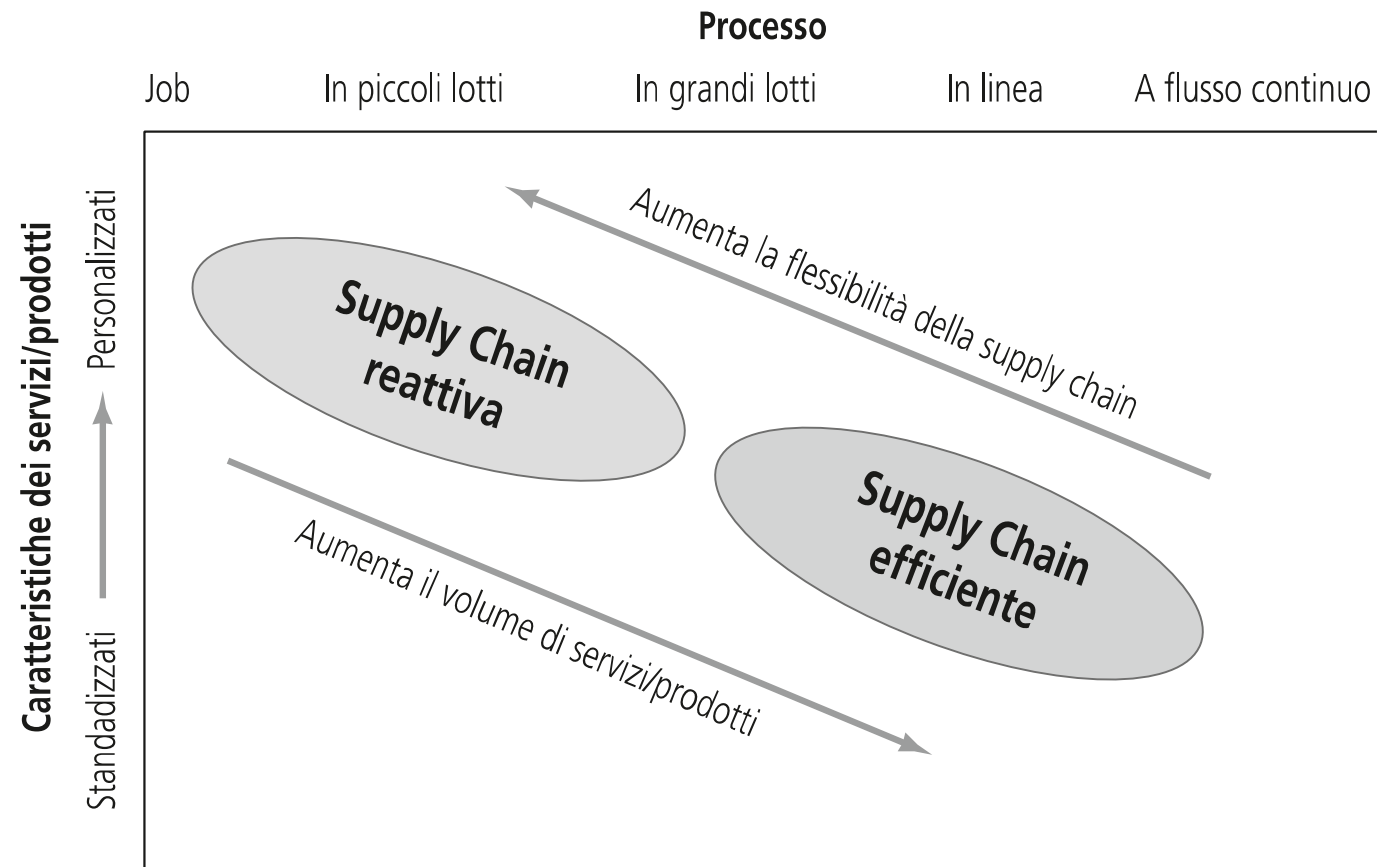 Processo
Job
In piccoli lotti
In grandi lotti
In linea
A flusso continuo
Caratteristiche dei servizi/prodotti
Personalizzati
Standadizzati
Aumenta la flessibilità della supply chain
Supply Chain
reattiva
Supply Chain
efficiente
Aumenta il volume di servizi/prodotti